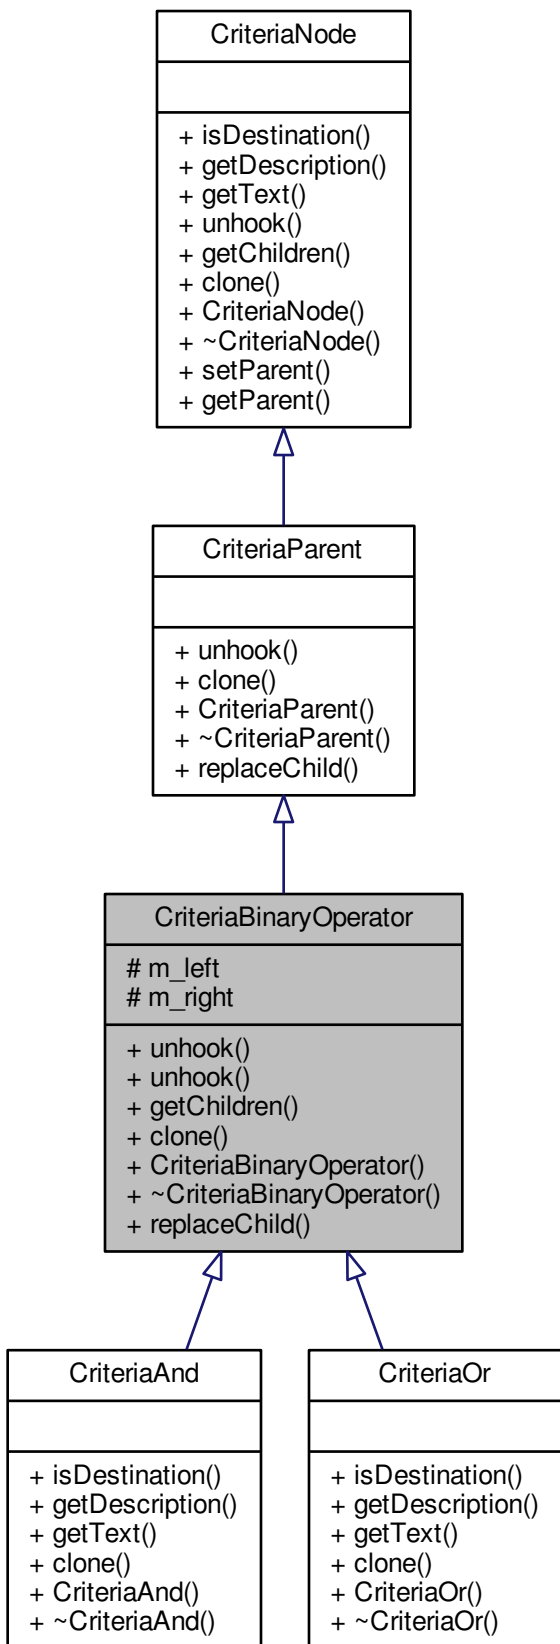 CriteriaNode
+ isDestination()
+ getDescription()
+ getText()
+ unhook()
+ getChildren()
+ clone()
+ CriteriaNode()
+ ~CriteriaNode()
+ setParent()
+ getParent()
CriteriaParent
+ unhook()
+ clone()
+ CriteriaParent()
+ ~CriteriaParent()
+ replaceChild()
CriteriaBinaryOperator
# m_left
# m_right
+ unhook()
+ unhook()
+ getChildren()
+ clone()
+ CriteriaBinaryOperator()
+ ~CriteriaBinaryOperator()
+ replaceChild()
CriteriaAnd
+ isDestination()
+ getDescription()
+ getText()
+ clone()
+ CriteriaAnd()
+ ~CriteriaAnd()
CriteriaOr
+ isDestination()
+ getDescription()
+ getText()
+ clone()
+ CriteriaOr()
+ ~CriteriaOr()